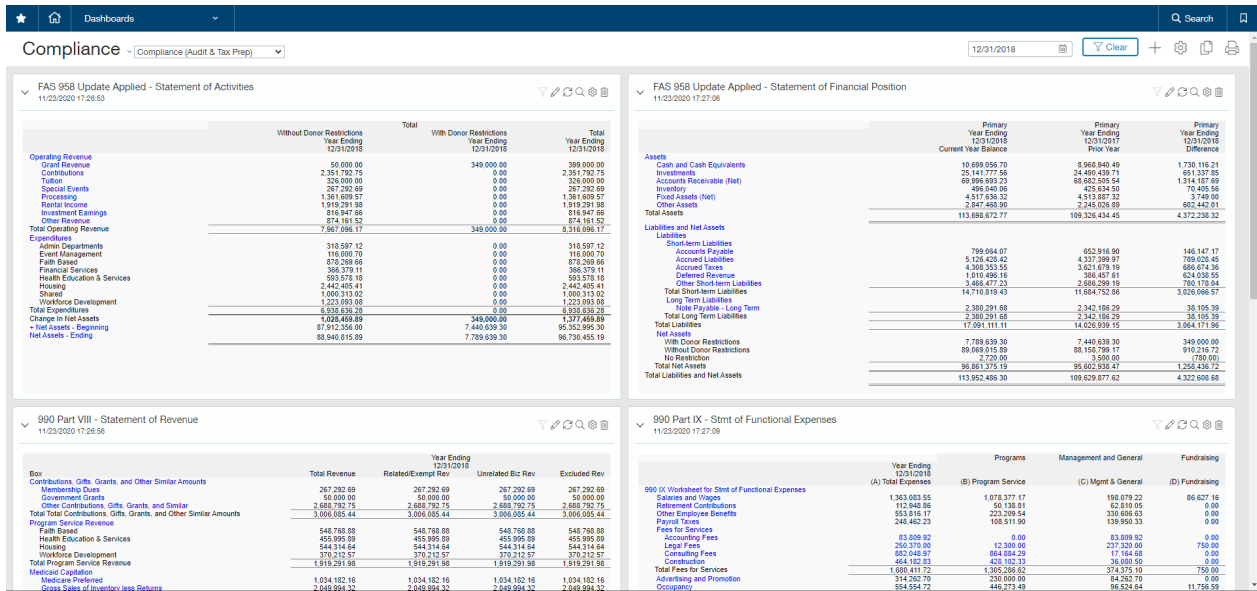 Dashboards
Search
Compliance
Compliance (Audit & Tax Prep)
12/31/2018
Clear
FAS 958 Update Applied - Statement of Activities
11/23/2020 17:26:53
Total
Without Donor Restrictions With Donor Restrictions Total
Year Ending Year Ending Year Ending
12/31/2018 12/31/2018 12/31/2018
Operating Revenue
Grant Revenue 50,000.00 349,000.00 399,000.00
Contributions 2,351,792.75 0.00 2,351,792.75
Tuition 326,000.00 0.00 326,000.00
Special Events 267,292.69 0.00 267,292.69
Processing 1,361,609.57 0.00 1,361,609.57
Rental Income 1,919,291.98 0.00 1,919,291.98
Investment Earnings 816,947.66 0.00 816,947.66
Other Revenue 874,161.52 0.00 874,161.52
Total Operating Revenue 7,967,096.17 349,000.00 8,316,096.17
Expenditures
Admin Departments 318,597.12 0.00 318,597.12
Event Management 116,000.70 0.00 116,000.70
Faith Based 878,269.66 0.00 878,269.66
Financial Services 366,379.11 0.00 366,379.11
Health Education & Services 593,578.18 0.00 593,578.18
Housing 2,442,405.41 0.00 2,442,405.41
Shared 1,000,313.02 0.00 1,000,313.02
Workforce Development 1,223,093.08 0.00 1,223,093.08
Total Expenditures 6,938,636.28 0.00 6,938,636.28
Change In Net Assets 1,028,459.89 349,000.00 1,377,459.89
+ Net Assets - Beginning 87,912,356.00 7,440,639.30 95,352,995.30
Net Assets - Ending 88,940,815.89 7,789,639.30 96,730,455.19
FAS 958 Update Applied - Statement of Financial Position
11/23/2020 17:27:06
Primary Primary Primary
Year Ending Year Ending Year Ending
12/31/2018 12/31/2017 12/31/2018
Current Year Balance Prior Year Difference
Assets
Cash and Cash Equivalents 10,699,056.70 8,968,940.49 1,730,116.21
Investments 25,141,777.56 24,490,439.71 651,337.85
Accounts Receivable (Net) 69,996,693.23 68,682,505.54 1,314,187.69
Inventory 496,040.06 425,634.50 70,405.56
Fixed Assets (Net) 4,517,636.32 4,513,887.32 3,749.00
Other Assets 2,847,468.90 2,245,026.89 602,442.01
Total Assets 113,698,672.77 109,326,434.45 4,372,238.32
Liabilities and Net Assets
Liabilities
Short-term Liabilities
Accounts Payable 799,064.07 652,916.90 146,147.17
Accrued Liabilities 5,126,428.42 4,337,399.97 789,028.45
Accrued Taxes 4,308,353.55 3,621,679.19 686,674.36
Deferred Revenue 1,010,496.16 386,457.61 624,038.55
Other Short-term Liabilities 3,466,477.23 2,686,299.19 780,178.04
Total Short-term Liabilities 14,710,819.43 11,684,752.86 3,026,066.57
Long Term Liabilities
Note Payable - Long Term 2,380,291.68 2,342,186.29 38,105.39
Total Long Term Liabilities 2,380,291.68 2,342,186.29 38,105.39
Total Liabilities 17,091,111.11 14,026,939.15 3,064,171.96
Net Assets
With Donor Restrictions 7,789,639.30 7,440,639.30 349,000.00
Without Donor Restrictions 89,069,015.89 88,158,799.17 910,216.72
No Restriction 2,720.00 3,500.00 (780.00)
Total Net Assets 96,861,375.19 95,602,938.47 1,258,436.72
Total Liabilities and Net Assets 113,952,486.30 109,629,877.62 4,322,608.68
990 Part VIII - Statement of Revenue
11/23/2020 17:26:56
Year Ending
12/31/2018
Box Total Revenue Related/Exempt Rev Unrelated Biz Rev Excluded Rev
Contributions, Gifts, Grants, and Other Similar Amounts
Membership Dues 267,292.69 267,292.69 267,292.69 267,292.69
Government Grants 50,000.00 50,000.00 50,000.00 50,000.00
Other Contributions, Gifts, Grants, and Similar 2,688,792.75 2,688,792.75 2,688,792.75 2,688,792.75
Total Total Contributions, Gifts, Grants, and Other Similar Amounts 3,006,085.44 3,006,085.44 3,006,085.44 3,006,085.44
Program Service Revenue
Faith Based 548,768.88 548,768.88 548,768.88 548,768.88
Health Education & Services 455,995.89 455,995.89 455,995.89 455,995.89
Housing 544,314.64 544,314.64 544,314.64 544,314.64
Workforce Development 370,212.57 370,212.57 370,212.57 370,212.57
Total Program Service Revenue 1,919,291.98 1,919,291.98 1,919,291.98 1,919,291.98
Medicaid Capitation
Medicare Preferred 1,034,182.16 1,034,182.16 1,034,182.16 1,034,182.16
Gross Sales of Inventory less Returns 2,049,994.32 2,049,994.32 2,049,994.32 2,049,994.32
990 Part IX - Stmt of Functional Expenses
11/23/2020 17:27:09
Programs Management and General Fundraising
Year Ending
12/31/2018
(A) Total Expenses (B) Program Service (C) Mgmt & General (D) Fundraising
990 IX Worksheet for Stmt of Functional Expenses
Salaries and Wages 1,363,083.55 1,078,377.17 198,079.22 86,627.16
Retirement Contributions 112,948.86 50,138.81 62,810.05 0.00
Other Employee Benefits 553,816.17 223,209.54 330,606.63 0.00
Payroll Taxes 248,462.23 108,511.90 139,950.33 0.00
Fees for Services
Accounting Fees 83,809.92 0.00 83,809.92 0.00
Legal Fees 250,370.00 12,300.00 237,320.00 750.00
Consulting Fees 882,048.97 864,884.29 17,164.68 0.00
Construction 464,182.83 428,102.33 36,080.50 0.00
Total Fees for Services 1,680,411.72 1,305,286.62 374,375.10 750.00
Advertising and Promotion 314,262.70 230,000.00 84,262.70 0.00
Occupancy 554,554.72 446,273.49 96,524.64 11,756.59